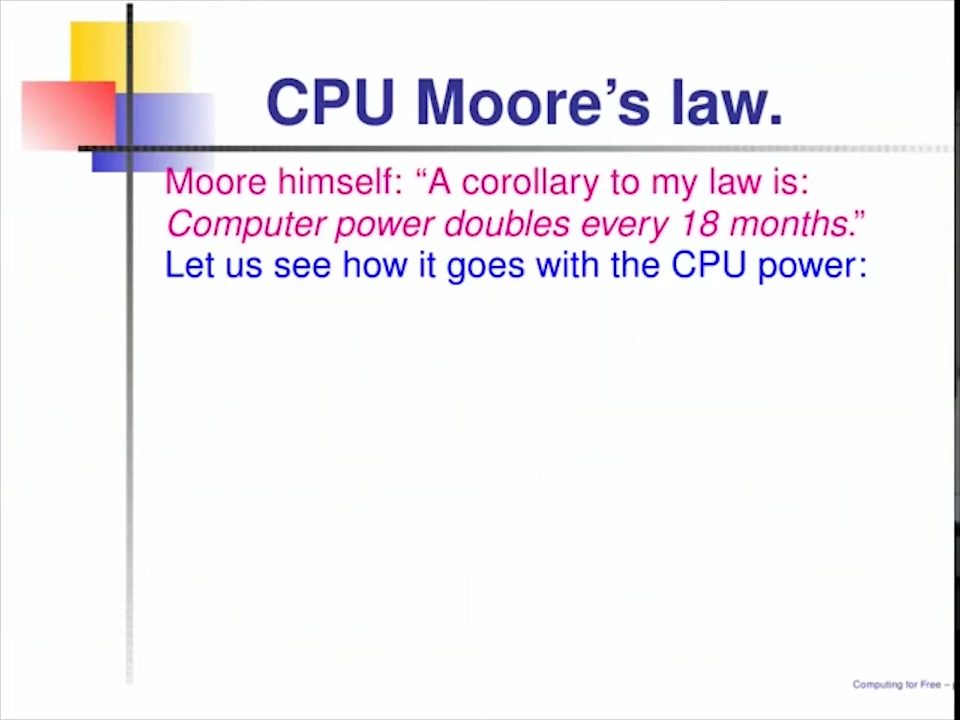 CPU Moore’s law.
Moore himself: “A corollary to my law is:
Computer power doubles every 18 months.”
Let us see how it goes with the CPU power:
Computing for Free –